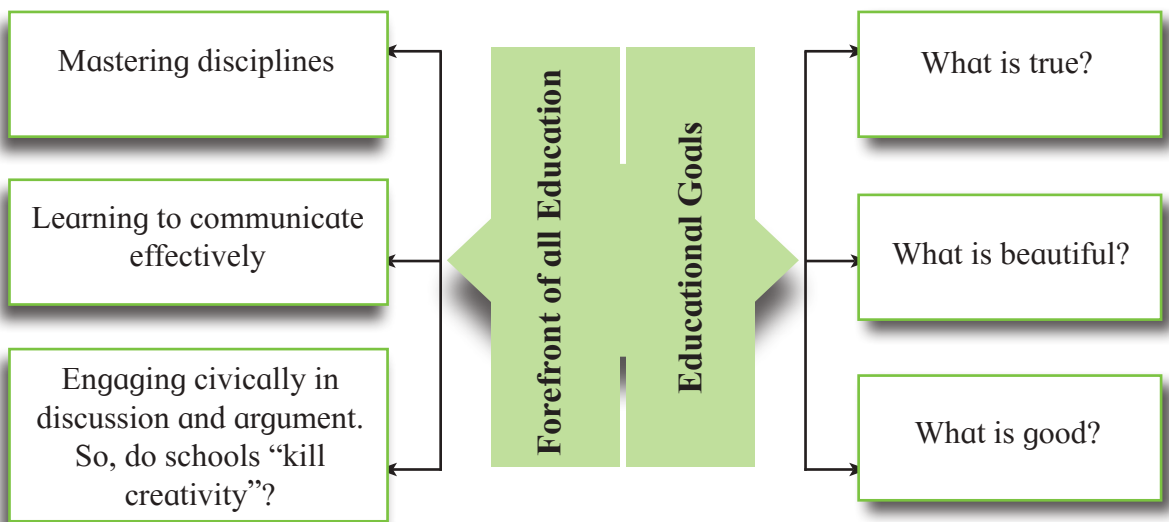 Mastering disciplines
Learning to communicate
effectively
Engaging civically in
discussion and argument.
So, do schools “kill
creativity”?
Forefront of all Education
Educational Goals
What is true?
What is beautiful?
What is good?